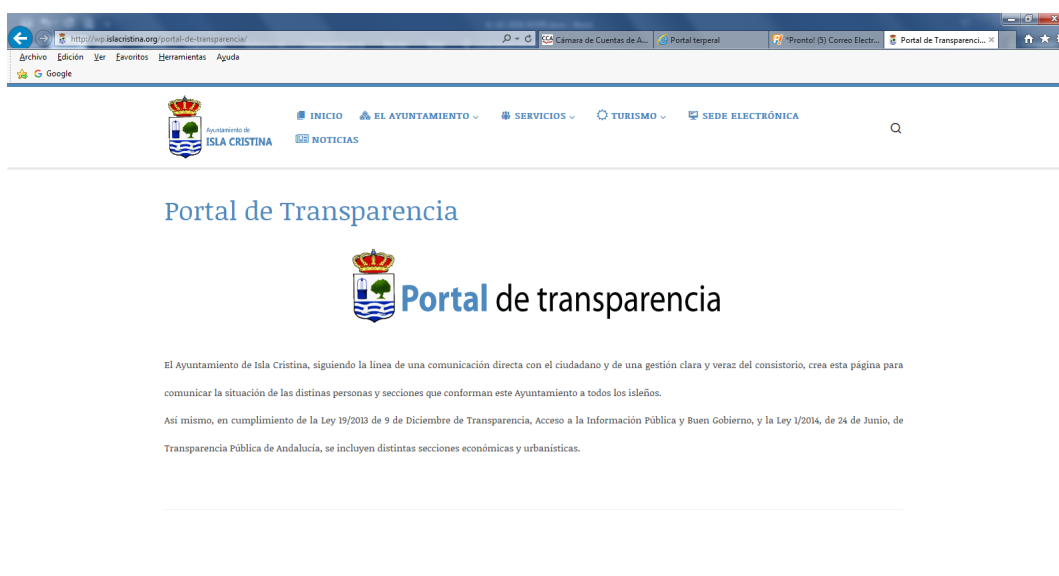 http://wp.islacristina.org/portal-de-transparencia/
Cámara de Cuentas de A...
Portal terperal
*Pronto! (5) Correo Electr...
Portal de Transparenci...
Archivo Edición Ver Favoritos Herramientas Ayuda
Google
Ayuntamiento de
ISLA CRISTINA
INICIO EL AYUNTAMIENTO SERVICIOS TURISMO SEDE ELECTRÓNICA
NOTICIAS
Portal de Transparencia
Portal de transparencia
El Ayuntamiento de Isla Cristina, siguiendo la línea de una comunicación directa con el ciudadano y de una gestión clara y veraz del consistorio, crea esta página para
comunicar la situación de las distinas personas y secciones que conforman este Ayuntamiento a todos los isleños.
Así mismo, en cumplimiento de la Ley 19/2013 de 9 de Diciembre de Transparencia, Acceso a la Información Pública y Buen Gobierno, y la Ley 1/2014, de 24 de Junio, de
Transparencia Pública de Andalucía, se incluyen distintas secciones económicas y urbanísticas.